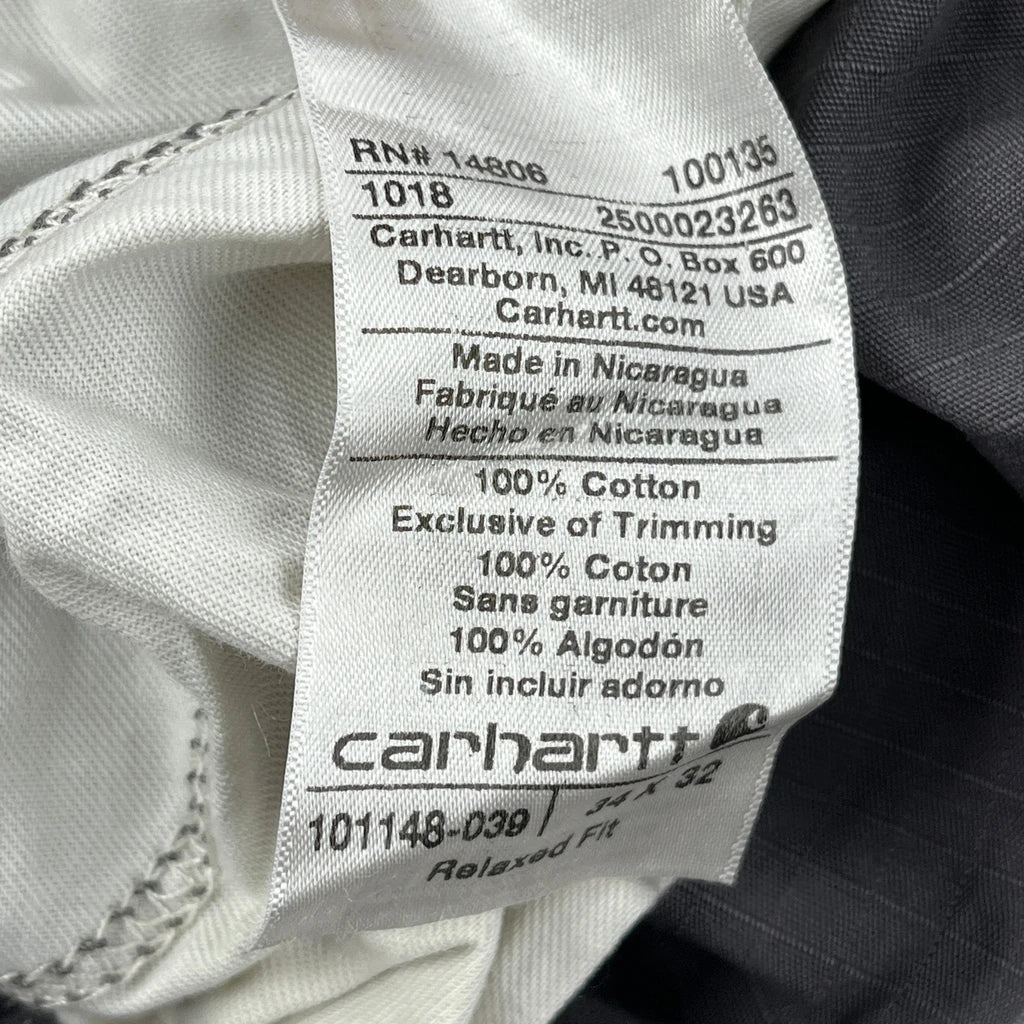 RN# 14806 100135
1018 2500023263
Carhartt, Inc. P. O. Box 600
Dearborn, MI 48121 USA
Carhartt.com
Made in Nicaragua
Fabriqué au Nicaragua
Hecho en Nicaragua
100% Cotton
Exclusive of Trimming
100% Coton
Sans garniture
100% Algodón
Sin incluir adorno
carhartt
101148-039 34 X 32
Relaxed Fit